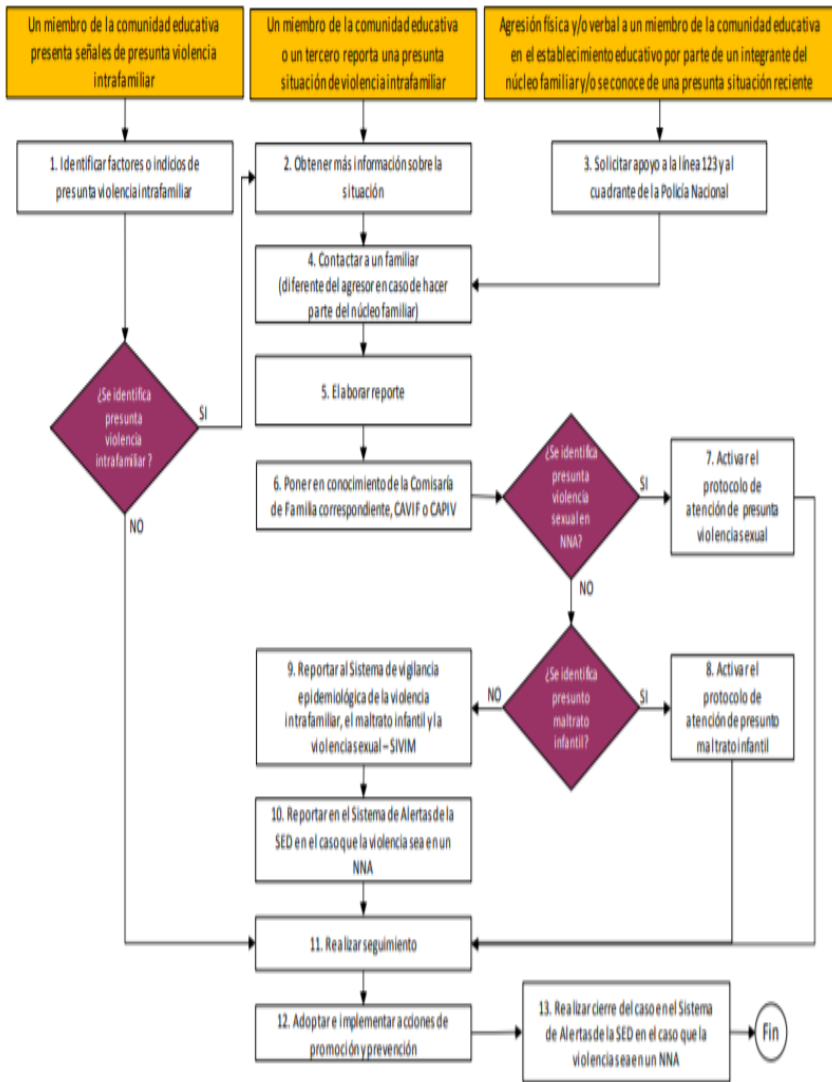 Un miembro de la comunidad educativa
presenta señales de presunta violencia
intrafamiliar
Un miembro de la comunidad educativa
o un tercero reporta una presunta
situación de violencia intrafamiliar
Agresión física y/o verbal a un miembro de la comunidad educativa
en el establecimiento educativo por parte de un integrante del
núcleo familiar y/o se conoce de una presunta situación reciente
1. Identificar factores o indicios de
presunta violencia intrafamiliar
2. Obtener más información sobre la
situación
3. Solicitar apoyo a la línea 123 y al
cuadrante de la Policía Nacional
4. Contactar a un familiar
(diferente del agresor en caso de hacer
parte del núcleo familiar)
¿Se identifica
presunta
violencia
intrafamiliar?
SI
NO
5. Elaborar reporte
6. Poner en conocimiento de la Comisaría
de Familia correspondiente, CAVIF o CAPIV
¿Se identifica
presunta
violencia
sexual en
NNA?
SI
NO
7. Activar el
protocolo de
atención de presunta
violencia sexual
¿Se identifica
presunto
maltrato
infantil?
SI
NO
8. Activar el
protocolo de
atención de presunto
maltrato infantil
9. Reportar al Sistema de vigilancia
epidemiológica de la violencia
intrafamiliar, el maltrato infantil y la
violencia sexual – SIVIM
10. Reportar en el Sistema de Alertas de la
SED en el caso que la violencia sea en un
NNA
11. Realizar seguimiento
12. Adoptar e implementar acciones de
promoción y prevención
13. Realizar cierre del caso en el Sistema
de Alertas de la SED en el caso que la
violencia sea en un NNA
Fin